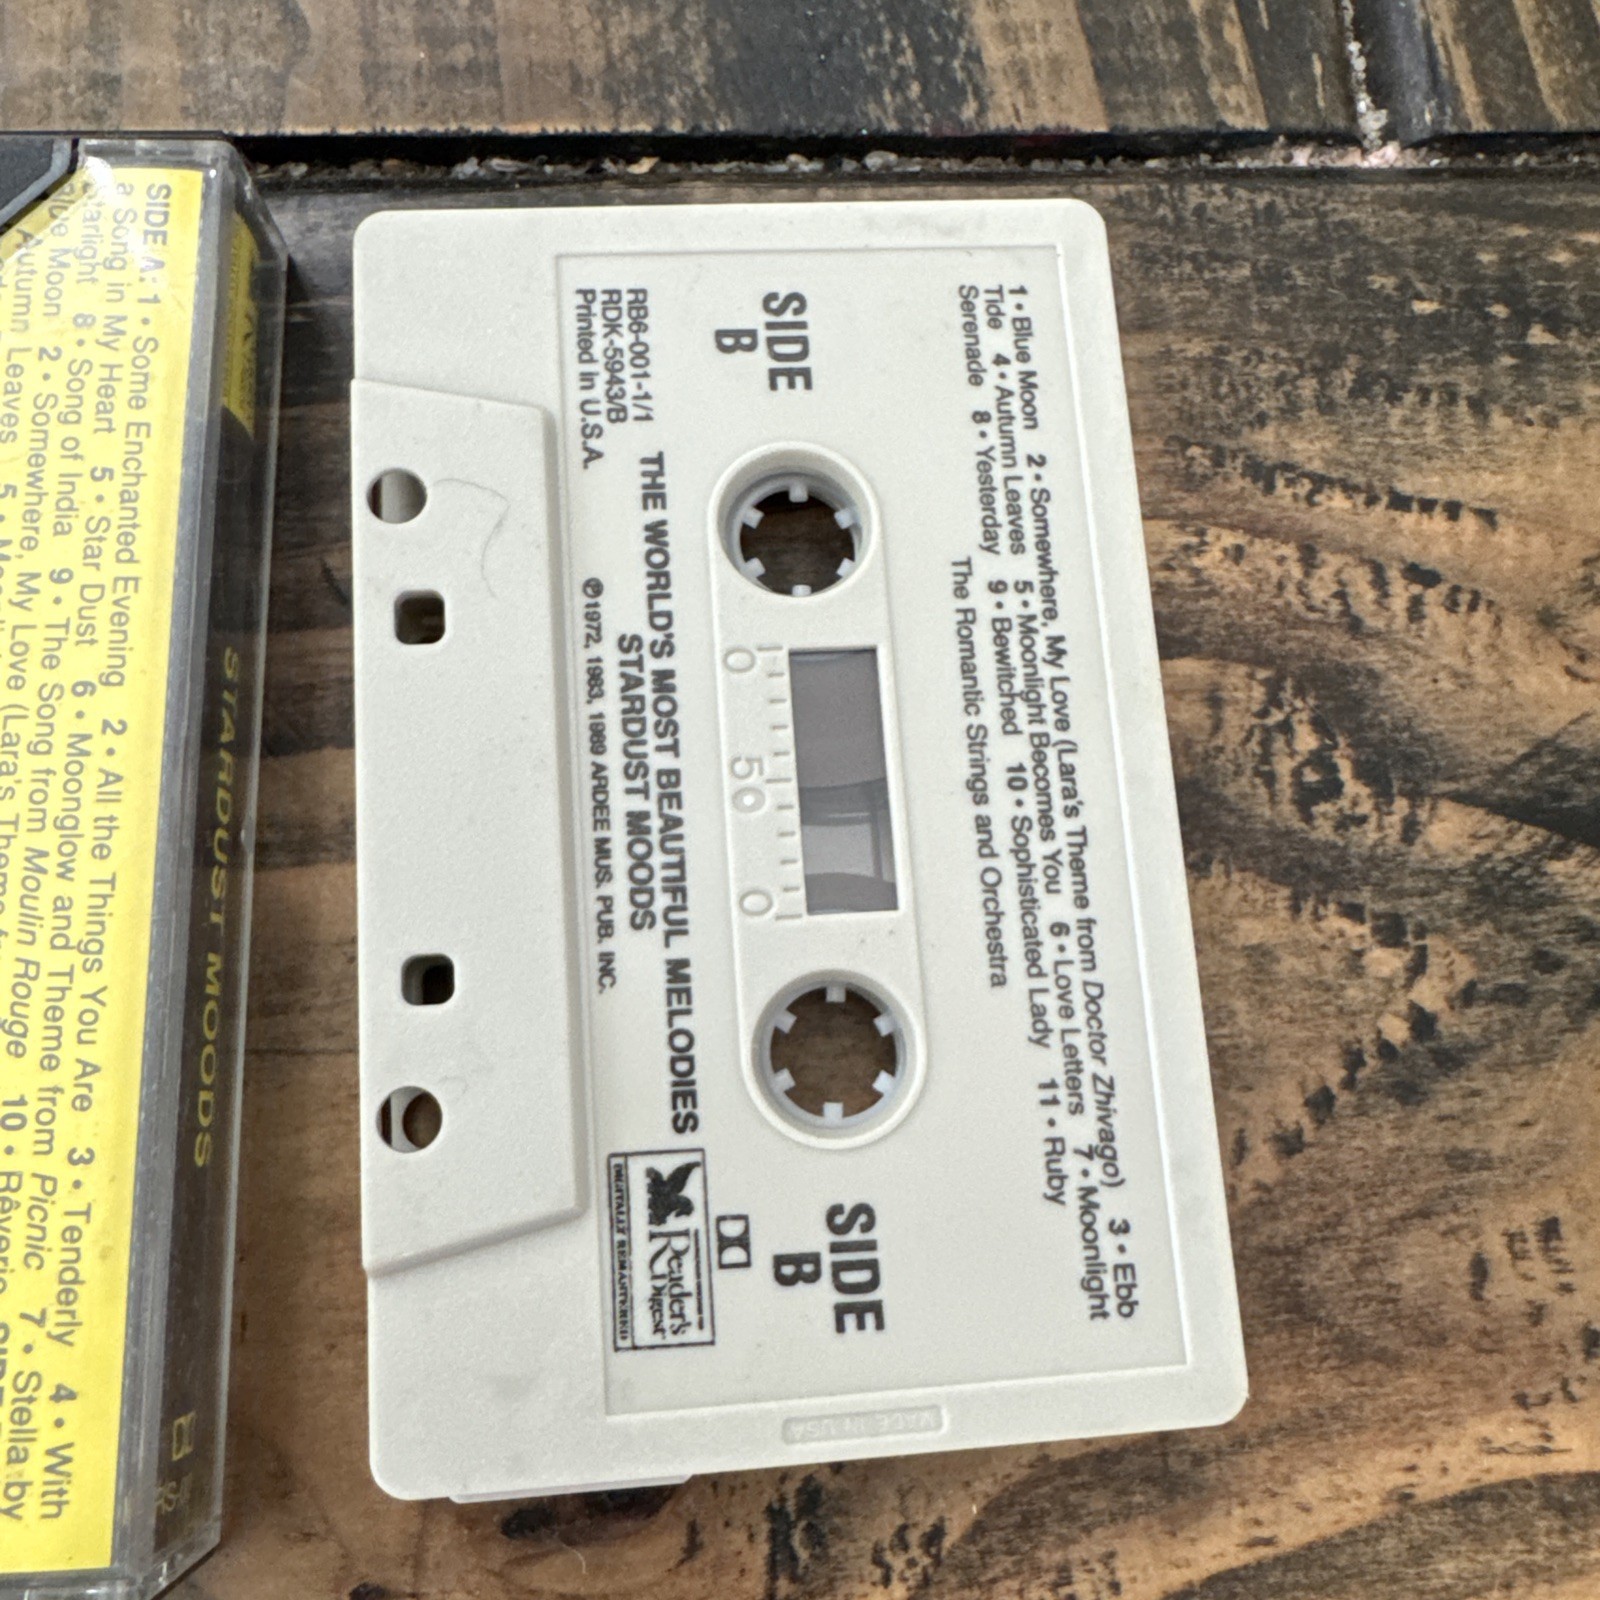 1 • Blue Moon 2 • Somewhere, My Love (Lara's Theme from Doctor Zhivago) 3 • Ebb
Tide 4 • Autumn Leaves 5 • Moonlight Becomes You 6 • Love Letters 7 • Moonlight
Serenade 8 • Yesterday 9 • Bewitched 10 • Sophisticated Lady 11 • Ruby
The Romantic Strings and Orchestra
SIDE
B
SIDE
B
0 50 0
RB6-001-1/1
RDK-5943/B
Printed in U.S.A.
THE WORLD'S MOST BEAUTIFUL MELODIES
STARDUST MOODS
℗1972, 1983, 1989 ARDEE MUS. PUB. INC.
Reader's
Digest
DIGITALLY REMASTERED
MADE IN USA
STARDUST MOODS
SIDE A: 1 • Some Enchanted Evening 2 • All the Things You Are 3 • Tenderly 4 • With
a Song in My Heart 5 • Star Dust 6 • Moonglow and Theme from Picnic 7 • Stella by
Starlight 8 • Song of India 9 • The Song from Moulin Rouge 10 • Rêverie
Blue Moon 2 • Somewhere, My Love (Lara's Theme
Autumn Leaves 5 •